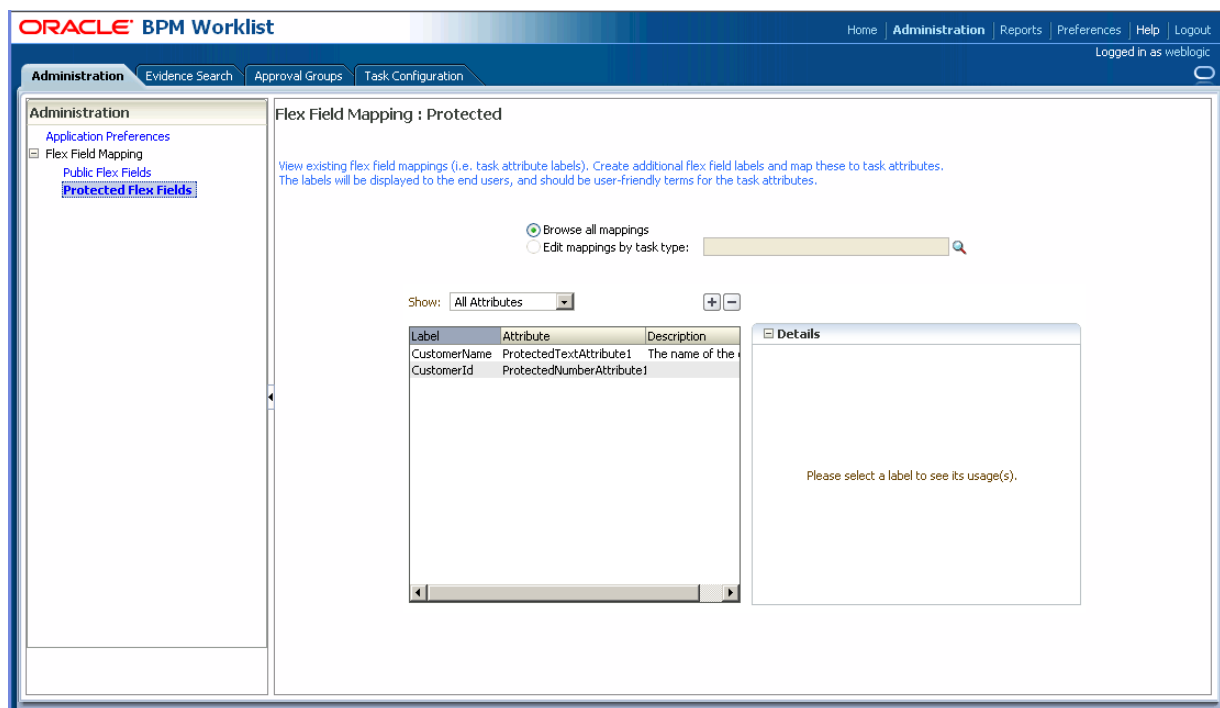 ORACLE BPM Worklist
Home Administration Reports Preferences Help Logout
Logged in as weblogic
Administration Evidence Search Approval Groups Task Configuration
Administration
Application Preferences
Flex Field Mapping
Public Flex Fields
Protected Flex Fields
Flex Field Mapping : Protected
View existing flex field mappings (i.e. task attribute labels). Create additional flex field labels and map these to task attributes.
The labels will be displayed to the end users, and should be user-friendly terms for the task attributes.
Browse all mappings
Edit mappings by task type:
Show: All Attributes
Label Attribute Description
CustomerName ProtectedTextAttribute1 The name of the
CustomerId ProtectedNumberAttribute1
Details
Please select a label to see its usage(s).